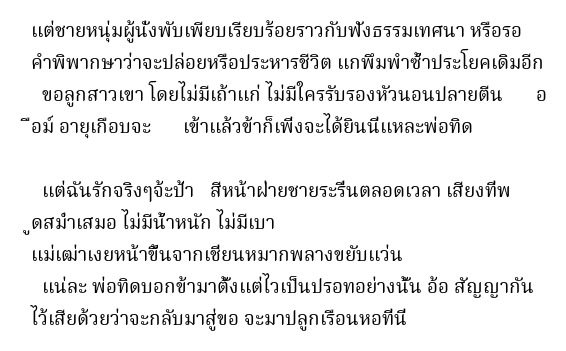 แต่ชายหนุ่มผู้นั่งพับเพียบเรียบร้อยราวกับฟังธรรมเทศนา หรือรอ
คำพิพากษาว่าจะปล่อยหรือประหารชีวิต แกพึมพำซ้ำประโยคเดิมอีก
ขอลูกสาวเขา โดยไม่มีเถ้าแก่ ไม่มีใครรับรองหัวนอนปลายตีน อ
ือม์ อายุเกือบจะ เข้าแล้วข้าก็เพิ่งจะได้ยินนี่แหละพ่อทิด
แต่ฉันรักจริงๆจ้ะป้า สีหน้าฝ่ายชายระรื่นตลอดเวลา เสียงที่พ
ูดสม่ำเสมอ ไม่มีน้ำหนัก ไม่มีเบา
แม่เฒ่าเงยหน้าขึ้นจากเชี่ยนหมากพลางขยับแว่น
แน่ละ พ่อทิดบอกข้ามาตั้งแต่ไวเป็นปรอทอย่างนั้น อ้อ สัญญากัน
ไว้เสียด้วยว่าจะกลับมาสู่ขอ จะมาปลูกเรือนหอที่นี่